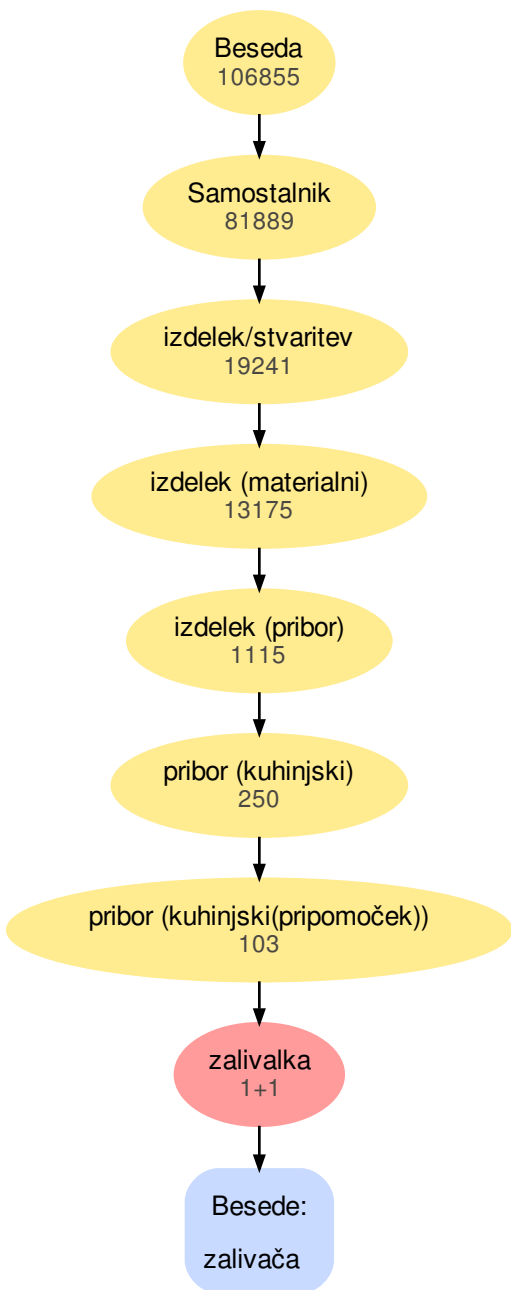 Beseda
106855
Samostalnik
81889
izdelek/stvaritev
19241
izdelek (materialni)
13175
izdelek (pribor)
1115
pribor (kuhinjski)
250
pribor (kuhinjski(pripomoček))
103
zalivalka
1+1
Besede:
zalivača